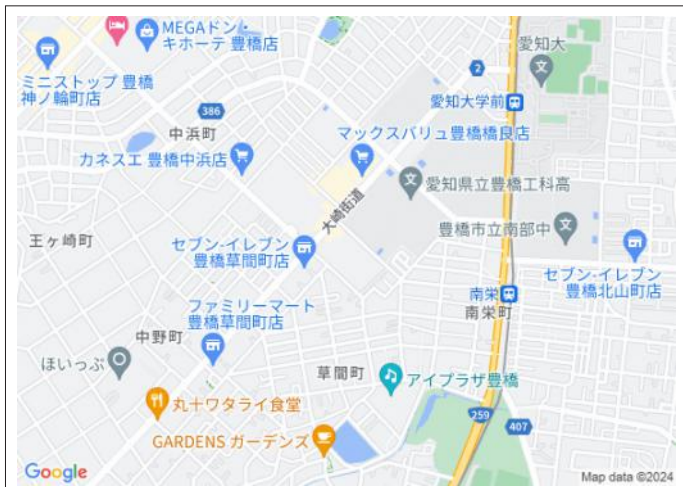 MEGAドン・
キホーテ 豊橋店
愛知大
ミニストップ 豊橋
神ノ輪町店
2
愛知大学前
386
中浜町
マックスバリュ豊橋橋良店
カネスエ 豊橋中浜店
愛知県立豊橋工科高
大崎街道
豊橋市立南部中
王ヶ崎町
セブン-イレブン
豊橋草間町店
セブン-イレブン
豊橋北山町店
南栄
南栄町
ファミリーマート
豊橋草間町店
中野町
ほいっぷ
草間町
アイプラザ豊橋
丸十ワタライ食堂
259
407
GARDENS ガーデンズ
Google
Map data ©2024